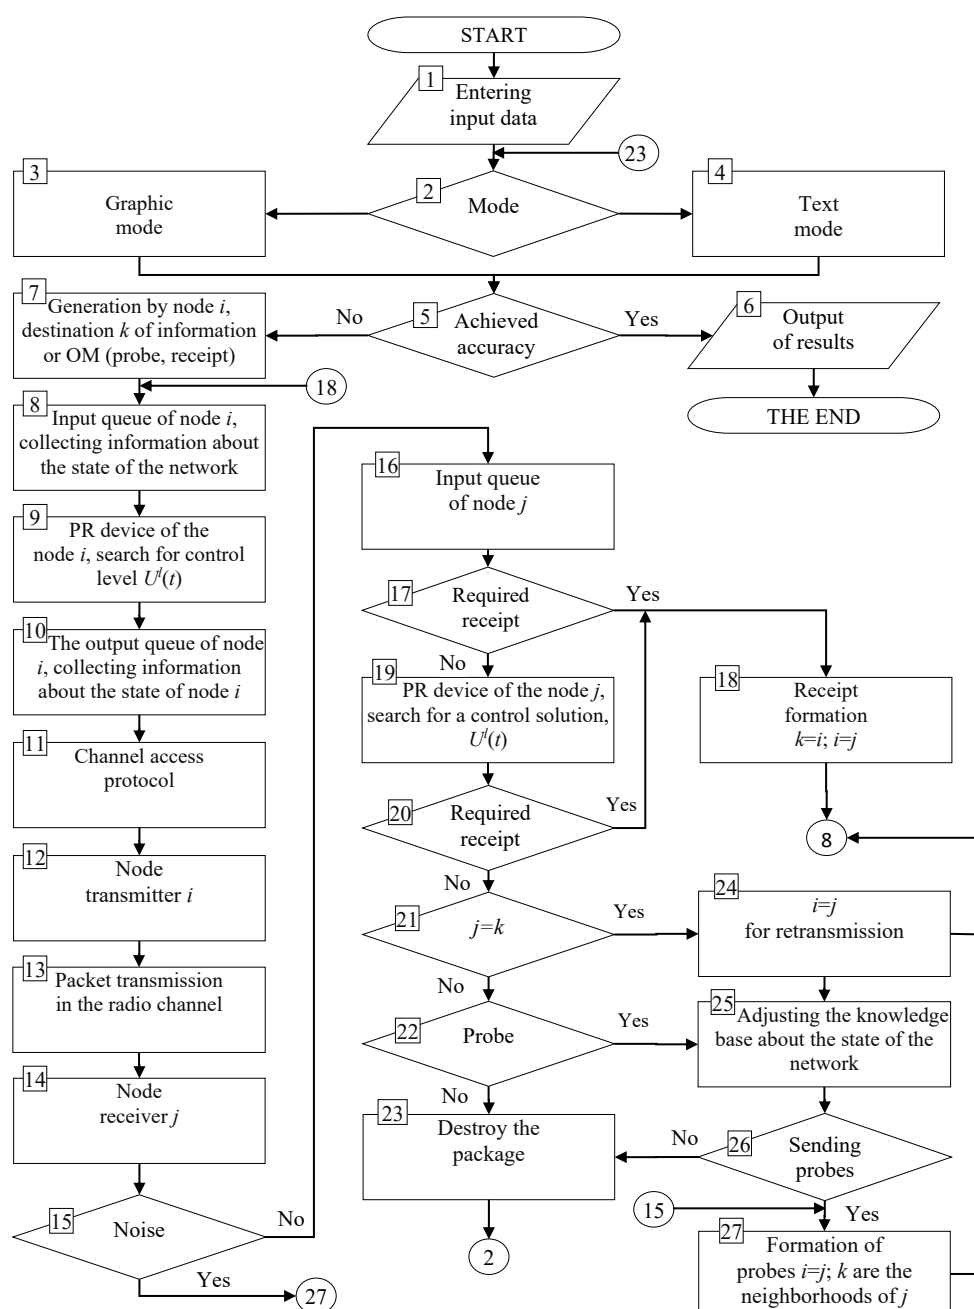 START
1
Entering
input data
23
3
Graphic
mode
2
Mode
4
Text
mode
7
Generation by node i,
destination k of information
or OM (probe, receipt)
No
5
Achieved
accuracy
Yes
6
Output
of results
18
THE END
8
Input queue of node i,
collecting information about
the state of the network
9
PR device of the
node i, search for control
level U^l(t)
10
The output queue of node
i, collecting information
about the state of node i
11
Channel access
protocol
12
Node
transmitter i
13
Packet transmission
in the radio channel
14
Node
receiver j
15
Noise
No
Yes
27
16
Input queue
of node j
17
Required
receipt
Yes
No
19
PR device of the node j,
search for a control solution,
U^l(t)
18
Receipt
formation
k=i; i=j
20
Required
receipt
Yes
8
No
21
j=k
Yes
24
i=j
for retransmission
No
22
Probe
Yes
25
Adjusting the knowledge
base about the state of the
network
No
23
Destroy the
package
No
26
Sending
probes
2
15
Yes
27
Formation of
probes i=j; k are the
neighborhoods of j